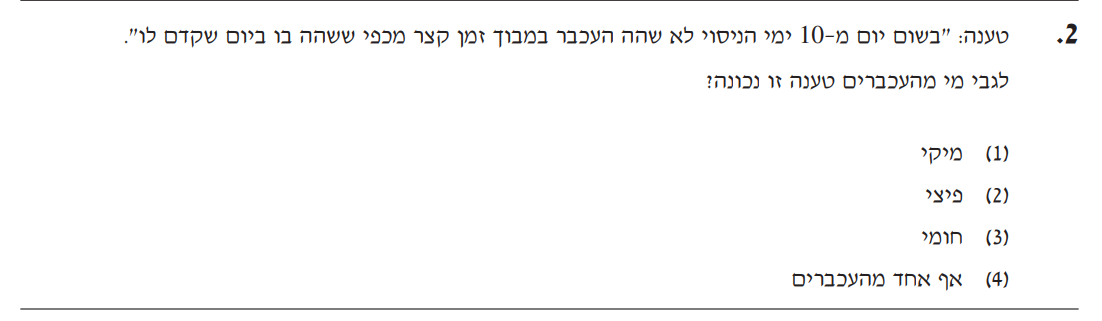 2. טענה: "בשום יום מ-10 ימי הניסוי לא שהה העכבר במבוך זמן קצר מכפי ששהה בו ביום שקדם לו".
לגבי מי מהעכברים טענה זו נכונה?
(1) מיקי
(2) פיצי
(3) חומי
(4) אף אחד מהעכברים